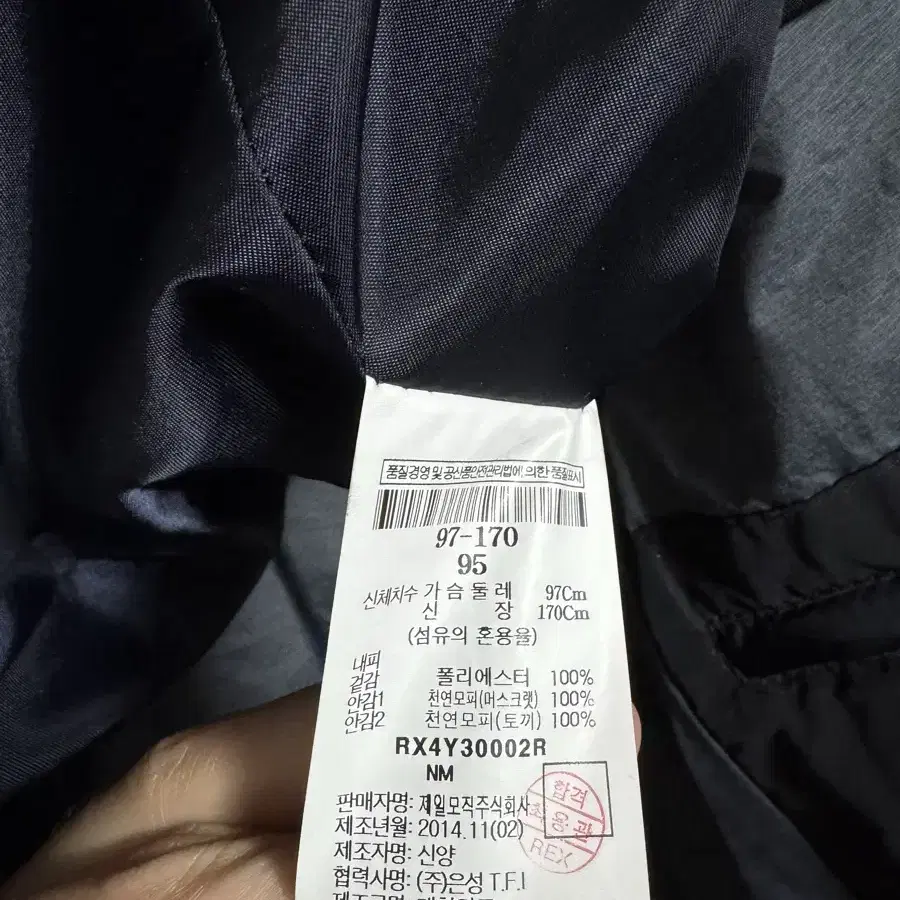 품질경영 및 공산품안전관리법에 의한 품질표시
97-170
95
신체치수 가 슴 둘 레 97Cm
신 장 170Cm
(섬유의 혼용율)
내피
겉감 폴리에스터 100%
안감1 천연모피(머스크랫) 100%
안감2 천연모피(토끼) 100%
RX4Y30002R
NM
판매자명: 제일모직주식회사
제조년월: 2014.11(02)
제조자명: 신양
협력사명: (주)은성 T.F.I
합격
REX